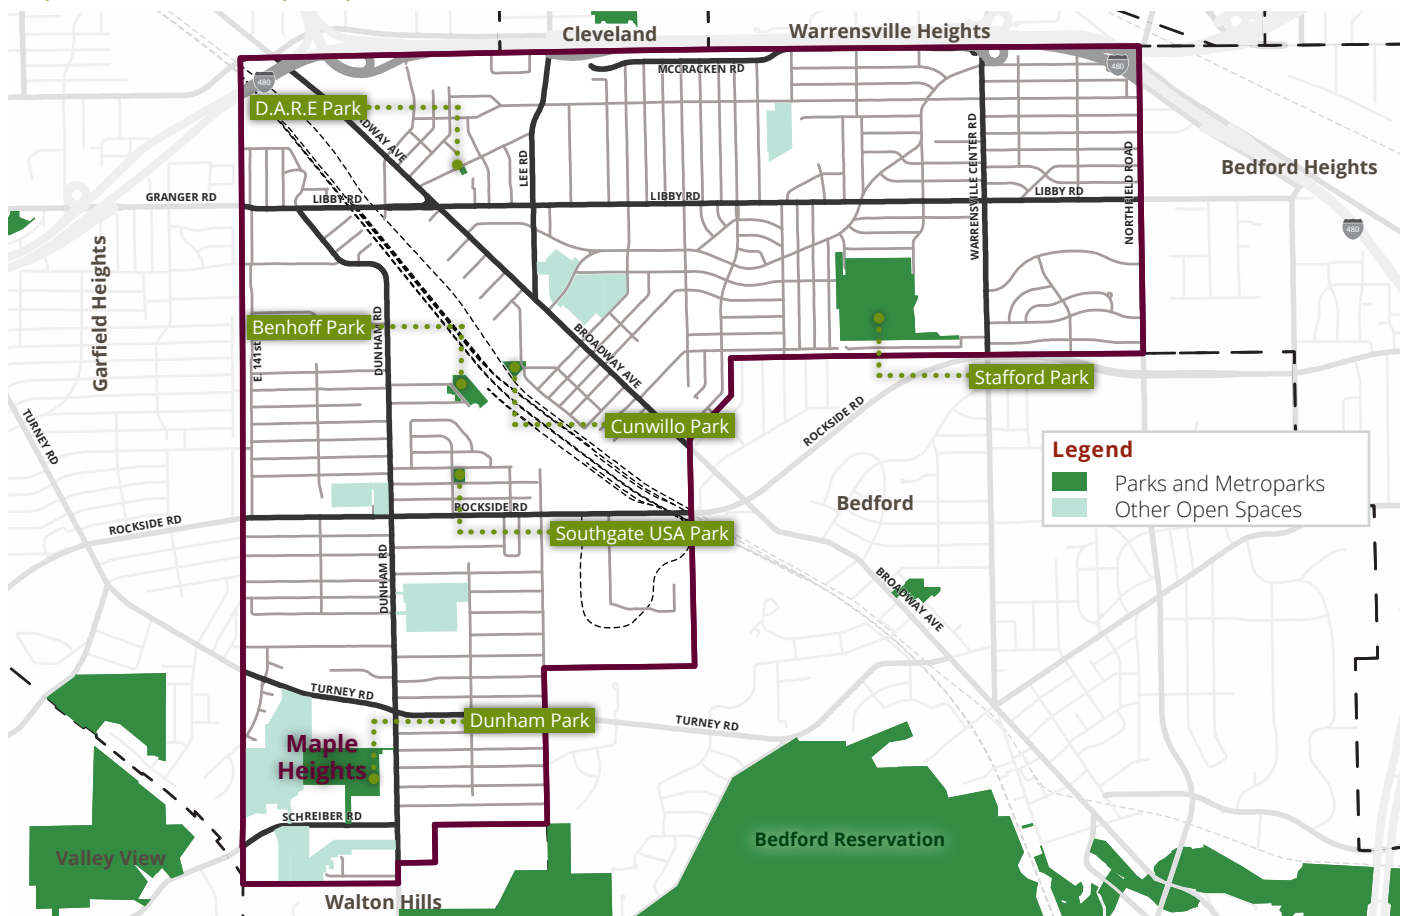 Cleveland
Warrensville Heights
480
480
MCCRACKEN RD
D.A.R.E Park
DWAY AVE
LEE RD
WARRENSVILLE CENTER RD
NORTHFIELD ROAD
Bedford Heights
GRANGER RD
LIBBY RD
LIBBY RD
LIBBY RD
480
Garfield Heights
Benhoff Park
DUNHAM RD
E. 141st
BROADWAY AVE
Stafford Park
Cunwillo Park
ROCKSIDE RD
TURNEY RD
Legend
Parks and Metroparks
Other Open Spaces
Bedford
ROCKSIDE RD
ROCKSIDE RD
Southgate USA Park
DUNHAM RD
BROADWAY AVE
TURNEY RD
Dunham Park
TURNEY RD
Maple
Heights
SCHREIBER RD
Bedford Reservation
Valley View
Walton Hills